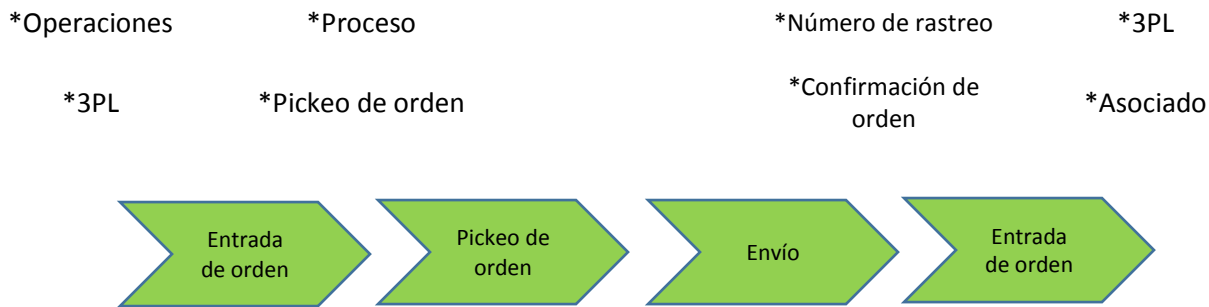 *Operaciones
*Proceso
*Número de rastreo
*3PL
*3PL
*Pickeo de orden
*Confirmación de
orden
*Asociado
Entrada
de orden
Pickeo de
orden
Envío
Entrada
de orden